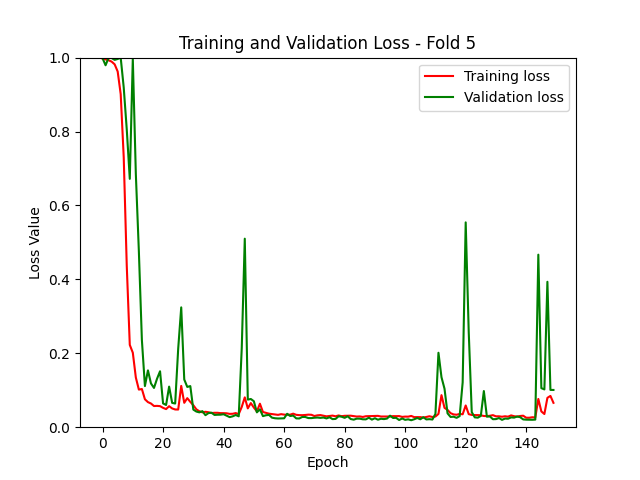 Training and Validation Loss - Fold 5
Training loss
Validation loss
Loss Value
1.0
0.8
0.6
0.4
0.2
0.0
0 20 40 60 80 100 120 140
Epoch